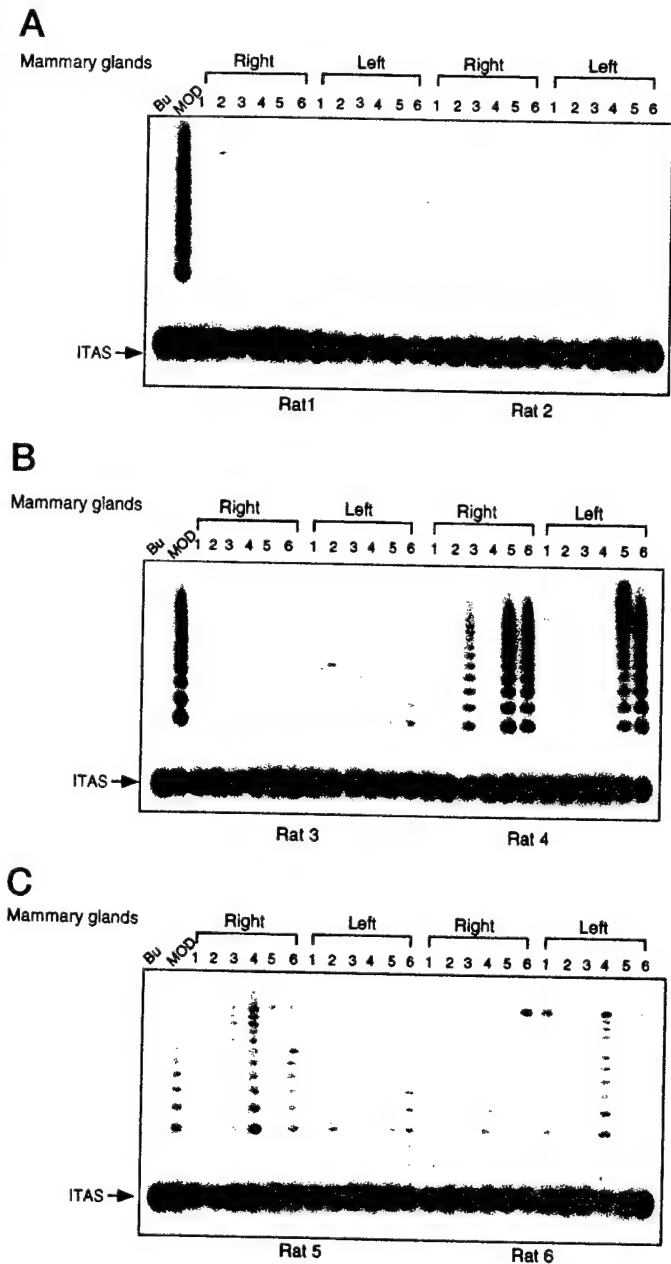 A
Mammary glands
Right Left Right Left
Bu MOD 1 2 3 4 5 6 1 2 3 4 5 6 1 2 3 4 5 6 1 2 3 4 5 6
ITAS
Rat1 Rat 2
B
Mammary glands
Right Left Right Left
Bu MOD 1 2 3 4 5 6 1 2 3 4 5 6 1 2 3 4 5 6 1 2 3 4 5 6
ITAS
Rat 3 Rat 4
C
Mammary glands
Right Left Right Left
Bu MOD 1 2 3 4 5 6 1 2 3 4 5 6 1 2 3 4 5 6 1 2 3 4 5 6
ITAS
Rat 5 Rat 6